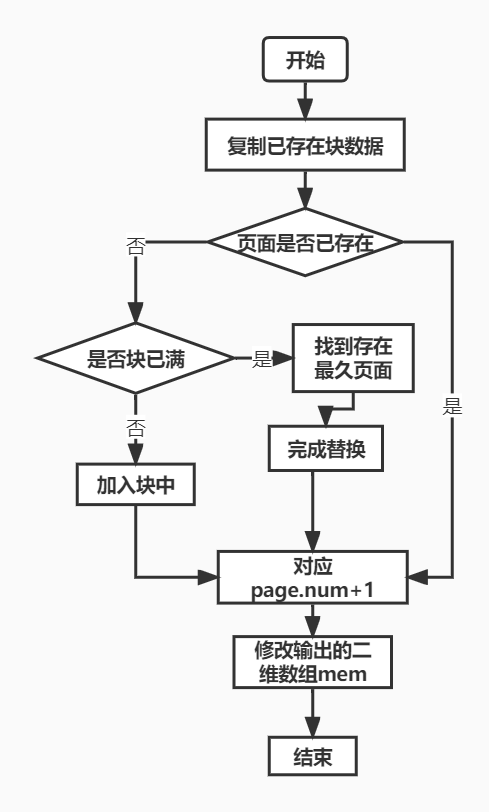 开始
复制已存在块数据
页面是否已存在
否
是否块已满
是
找到存在
最久页面
是
否
完成替换
加入块中
对应
page.num+1
修改输出的二
维数组mem
结束